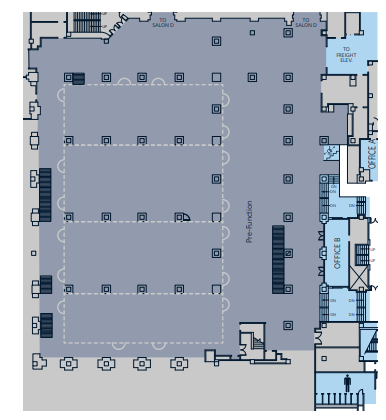 TO
SALON D
TO
SALON D
TO
FREIGHT
ELEV.
OFFICE A
Pre-Function
OFFICE B